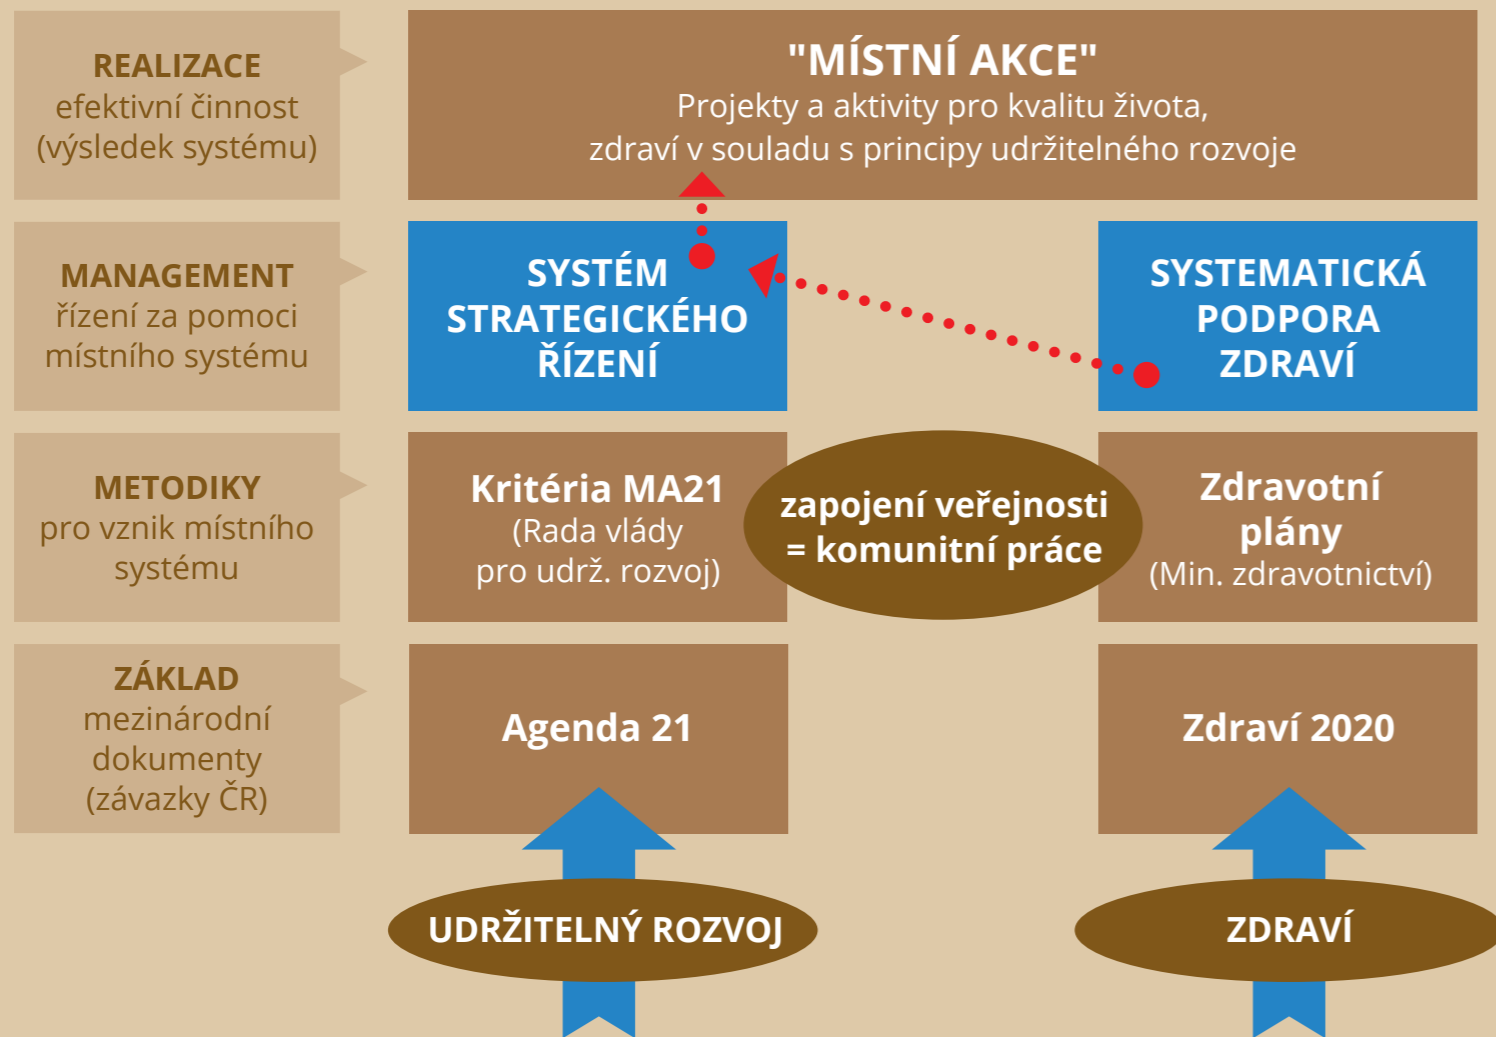 REALIZACE
efektivní činnost
(výsledek systému)
"MÍSTNÍ AKCE"
Projekty a aktivity pro kvalitu života,
zdraví v souladu s principy udržitelného rozvoje
MANAGEMENT
řízení za pomoci
místního systému
SYSTÉM
STRATEGICKÉHO
ŘÍZENÍ
SYSTEMATICKÁ
PODPORA
ZDRAVÍ
METODIKY
pro vznik místního
systému
Kritéria MA21
(Rada vlády
pro udrž. rozvoj)
zapojení veřejnosti
= komunitní práce
Zdravotní
plány
(Min. zdravotnictví)
ZÁKLAD
mezinárodní
dokumenty
(závazky ČR)
Agenda 21
Zdraví 2020
UDRŽITELNÝ ROZVOJ
ZDRAVÍ